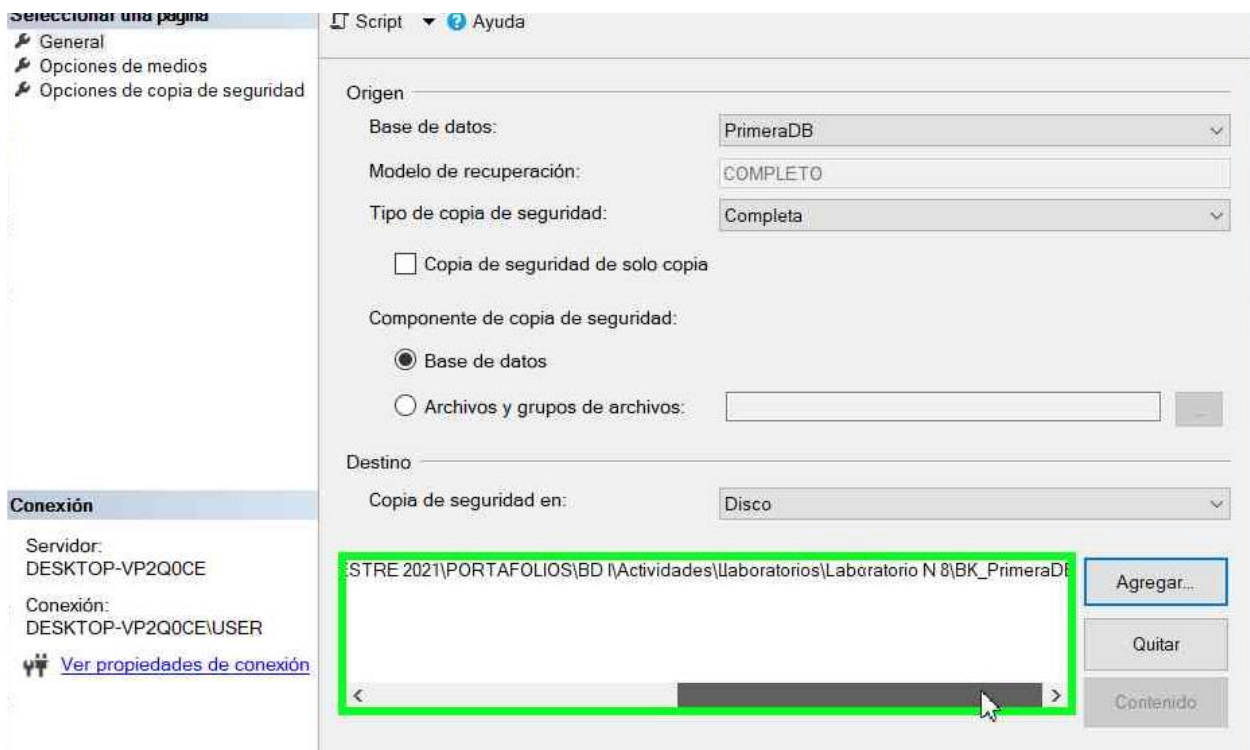 Seleccionar una página
General
Opciones de medios
Opciones de copia de seguridad
Script Ayuda
Origen
Base de datos: PrimeraDB
Modelo de recuperación: COMPLETO
Tipo de copia de seguridad: Completa
Copia de seguridad de solo copia
Componente de copia de seguridad:
Base de datos
Archivos y grupos de archivos: ...
Destino
Copia de seguridad en: Disco
ESTRE 2021\PORTAFOLIOS\BD I\Actividades\Llaboratorios\Laboratorio N 8\BK_PrimeraDB
Agregar...
Quitar
Contenido
Conexión
Servidor:
DESKTOP-VP2Q0CE
Conexión:
DESKTOP-VP2Q0CE\USER
Ver propiedades de conexión